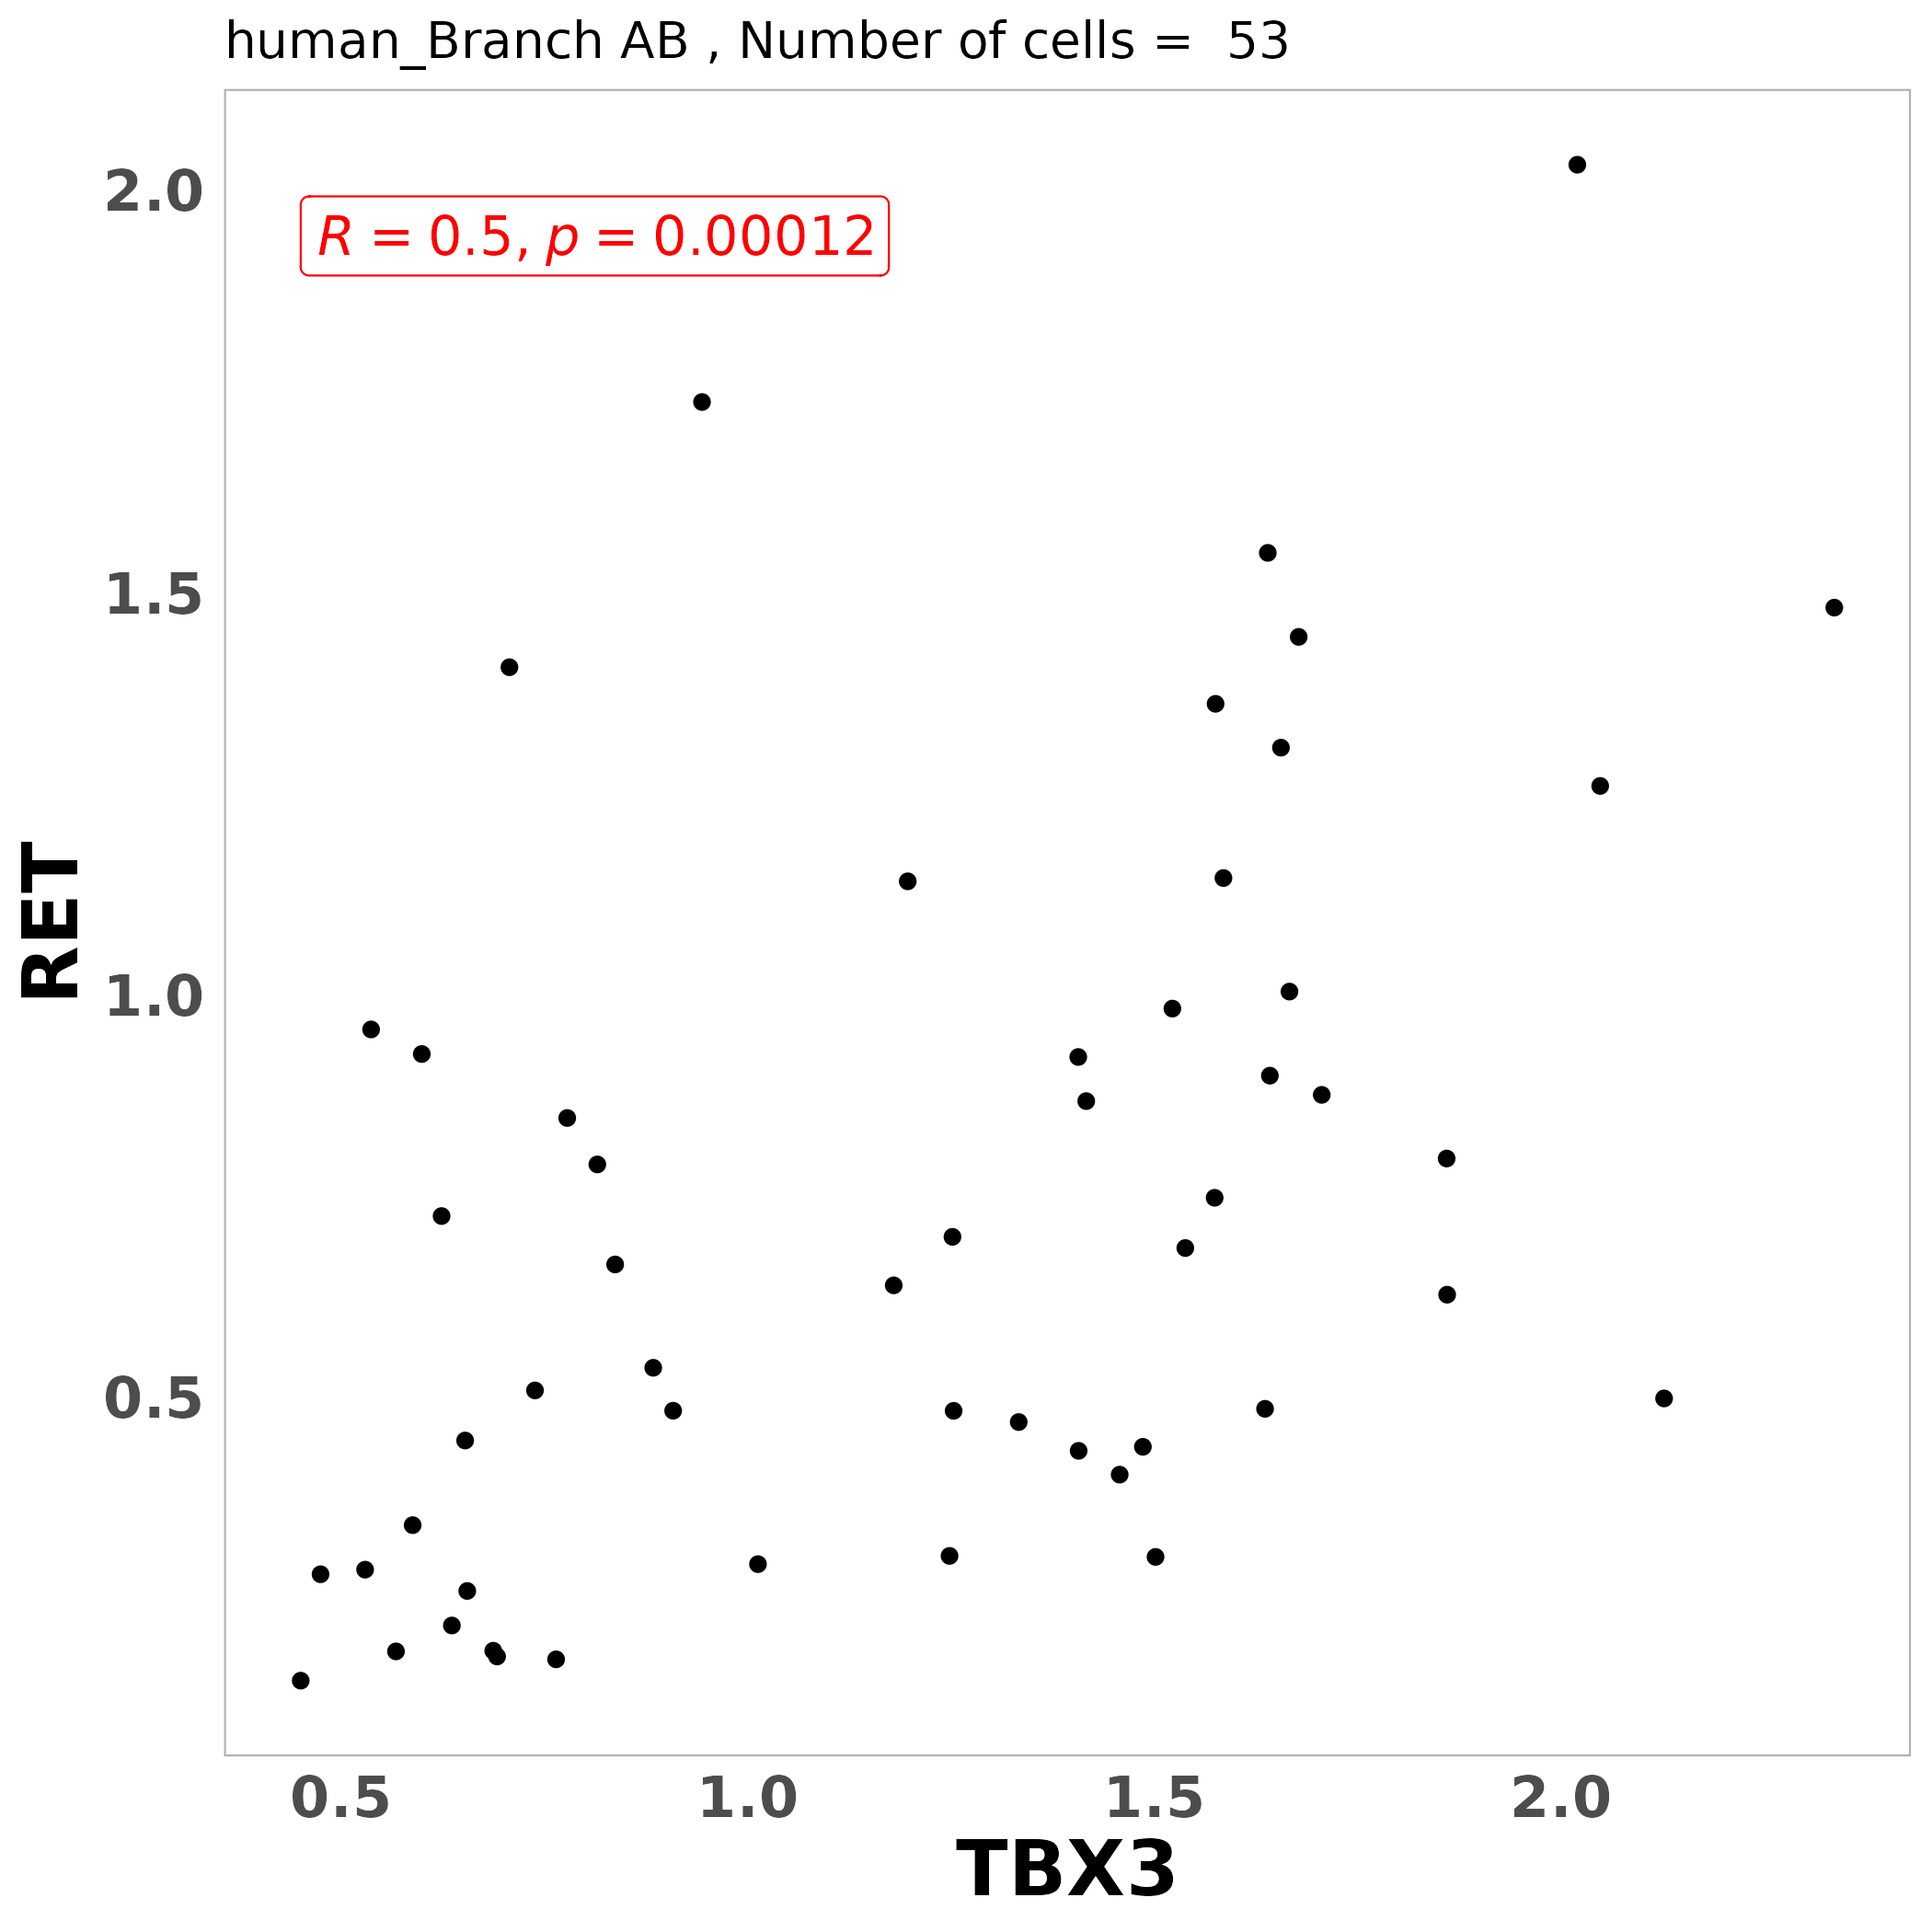 human_Branch AB , Number of cells =  53
2.0
R = 0.5, p = 0.00012
1.5
RET
1.0
0.5
0.5 1.0 1.5 2.0
TBX3